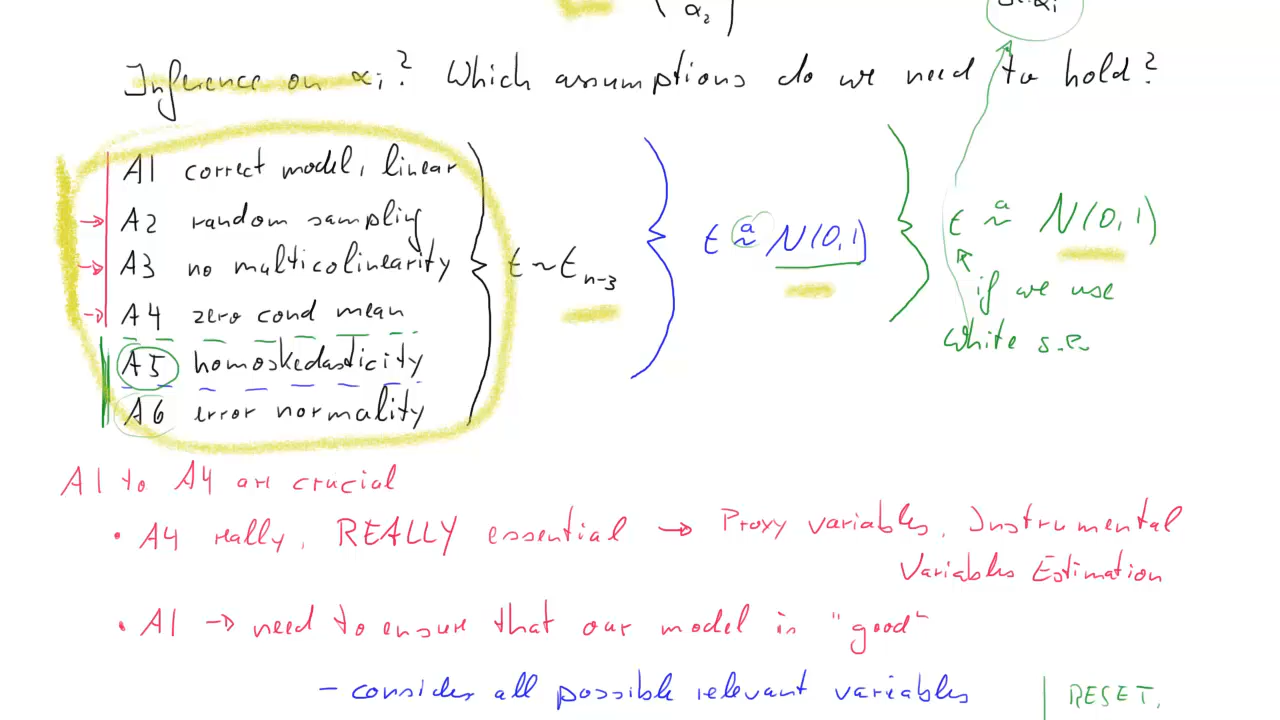 α₂
Inference on αᵢ? Which assumptions do we need to hold?
A1 correct model, linear
A2 random sampling
A3 no multicolinearity
A4 zero cond mean
A5 homoskedasticity
A6 error normality
t ~ t n-3
t a ~ N(0,1)
t a ~ N(0,1)
if we use
White s.e.
A1 to A4 are crucial
• A4 really, REALLY essential → Proxy variables, Instrumental
Variables Estimation
• A1 → need to ensure that our model is "good"
- consider all possible relevant variables | RESET,